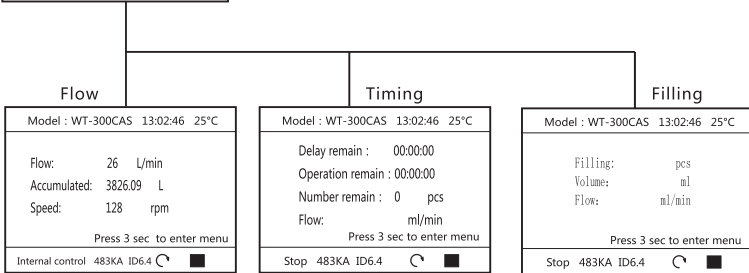 Flow
Model : WT-300CAS 13:02:46 25°C
Flow: 26 L/min
Accumulated: 3826.09 L
Speed: 128 rpm
Press 3 sec to enter menu
Internal control 483KA ID6.4
Timing
Model : WT-300CAS 13:02:46 25°C
Delay remain : 00:00:00
Operation remain : 00:00:00
Number remain : 0 pcs
Flow: ml/min
Press 3 sec to enter menu
Stop 483KA ID6.4
Filling
Model : WT-300CAS 13:02:46 25°C
Filling: pcs
Volume: ml
Flow: ml/min
Press 3 sec to enter menu
Stop 483KA ID6.4